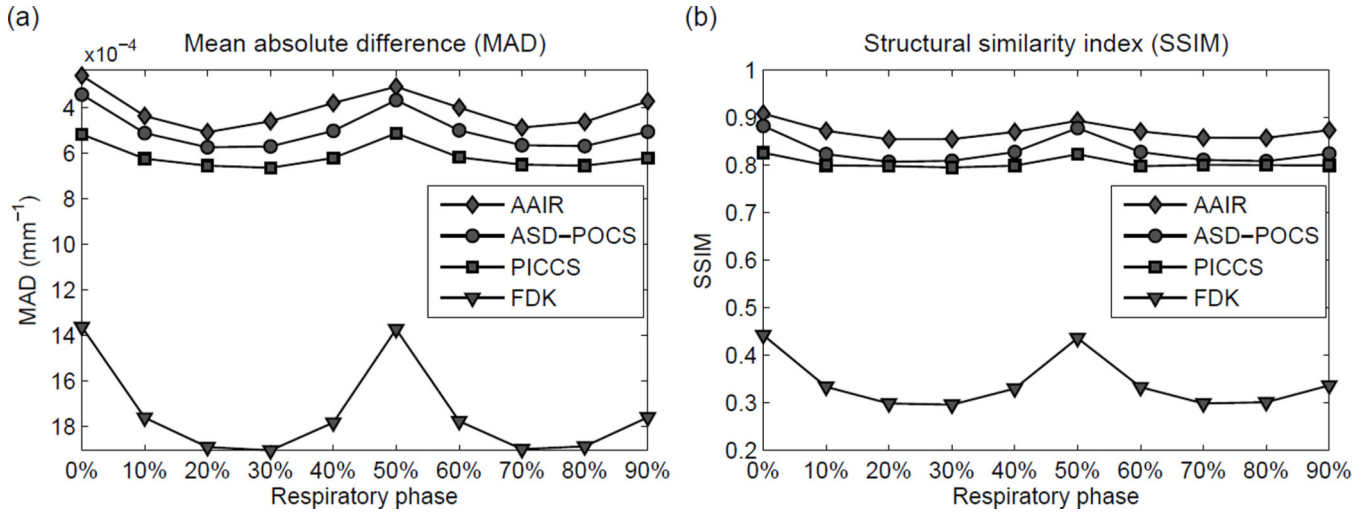 (a)
Mean absolute difference (MAD)
x10⁻⁴
4
6
8
10
12
14
16
18
MAD (mm⁻¹)
AAIR
ASD−POCS
PICCS
FDK
0% 10% 20% 30% 40% 50% 60% 70% 80% 90%
Respiratory phase
(b)
Structural similarity index (SSIM)
1
0.9
0.8
0.7
0.6
0.5
0.4
0.3
0.2
SSIM
AAIR
ASD−POCS
PICCS
FDK
0% 10% 20% 30% 40% 50% 60% 70% 80% 90%
Respiratory phase